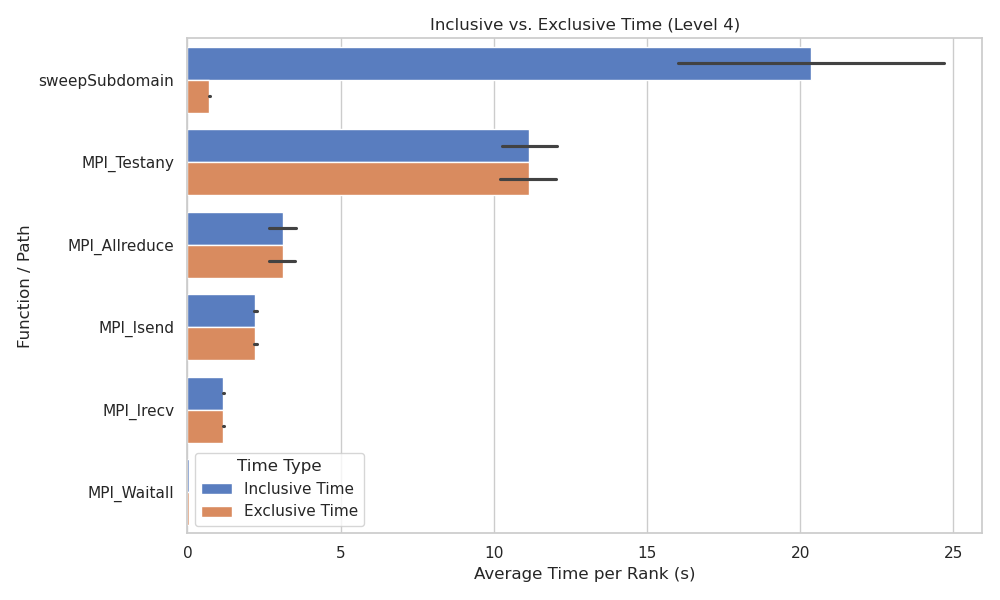 Inclusive vs. Exclusive Time (Level 4)
Function / Path
sweepSubdomain
MPI_Testany
MPI_Allreduce
MPI_Isend
MPI_Irecv
MPI_Waitall
Time Type
Inclusive Time
Exclusive Time
0 5 10 15 20 25
Average Time per Rank (s)